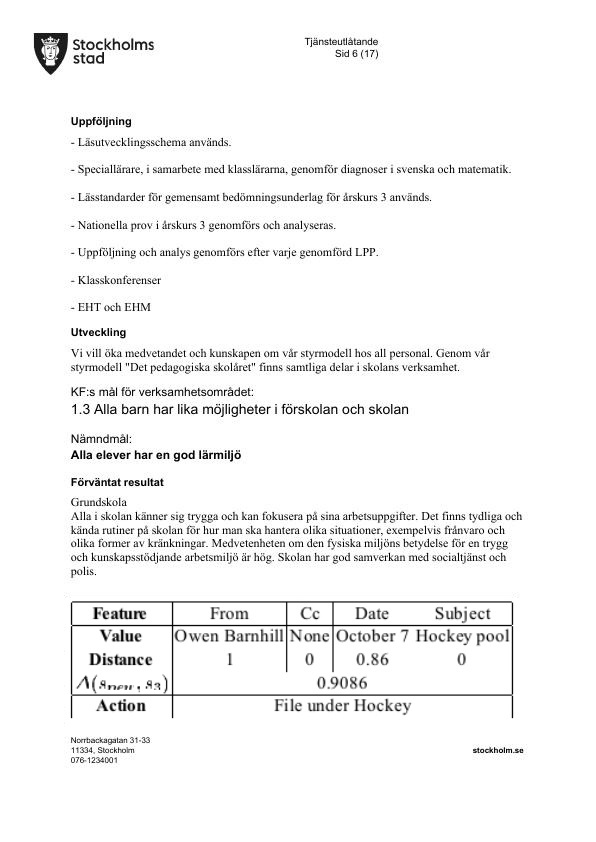 Stockholms
stad
Tjänsteutlåtande
Sid 6 (17)
Uppföljning
- Läsutvecklingsschema används.
- Speciallärare, i samarbete med klasslärarna, genomför diagnoser i svenska och matematik.
- Lässtandarder för gemensamt bedömningsunderlag för årskurs 3 används.
- Nationella prov i årskurs 3 genomförs och analyseras.
- Uppföljning och analys genomförs efter varje genomförd LPP.
- Klasskonferenser
- EHT och EHM
Utveckling
Vi vill öka medvetandet och kunskapen om vår styrmodell hos all personal. Genom vår
styrmodell "Det pedagogiska skolåret" finns samtliga delar i skolans verksamhet.
KF:s mål för verksamhetsområdet:
1.3 Alla barn har lika möjligheter i förskolan och skolan
Nämndmål:
Alla elever har en god lärmiljö
Förväntat resultat
Grundskola
Alla i skolan känner sig trygga och kan fokusera på sina arbetsuppgifter. Det finns tydliga och
kända rutiner på skolan för hur man ska hantera olika situationer, exempelvis frånvaro och
olika former av kränkningar. Medvetenheten om den fysiska miljöns betydelse för en trygg
och kunskapsstödjande arbetsmiljö är hög. Skolan har god samverkan med socialtjänst och
polis.
Feature From Cc Date Subject
Value Owen Barnhill None October 7 Hockey pool
Distance 1 0 0.86 0
0.9086
Action File under Hockey
Norrbackagatan 31-33
11334, Stockholm
076-1234001
stockholm.se